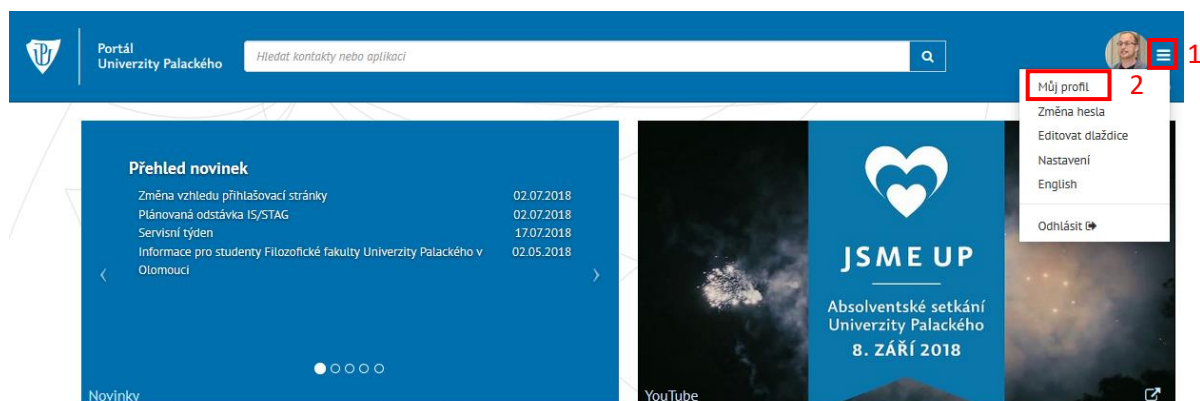 Portál
Univerzity Palackého
Hledat kontakty nebo aplikaci
1
Můj profil
2
Změna hesla
Editovat dlaždice
Nastavení
English
Odhlásit
Přehled novinek
Změna vzhledu přihlašovací stránky 02.07.2018
Plánovaná odstávka IS/STAG 02.07.2018
Servisní týden 17.07.2018
Informace pro studenty Filozofické fakulty Univerzity Palackého v 02.05.2018
Olomouci
Novinky
JSME UP
Absolventské setkání
Univerzity Palackého
8. ZÁŘÍ 2018
YouTube